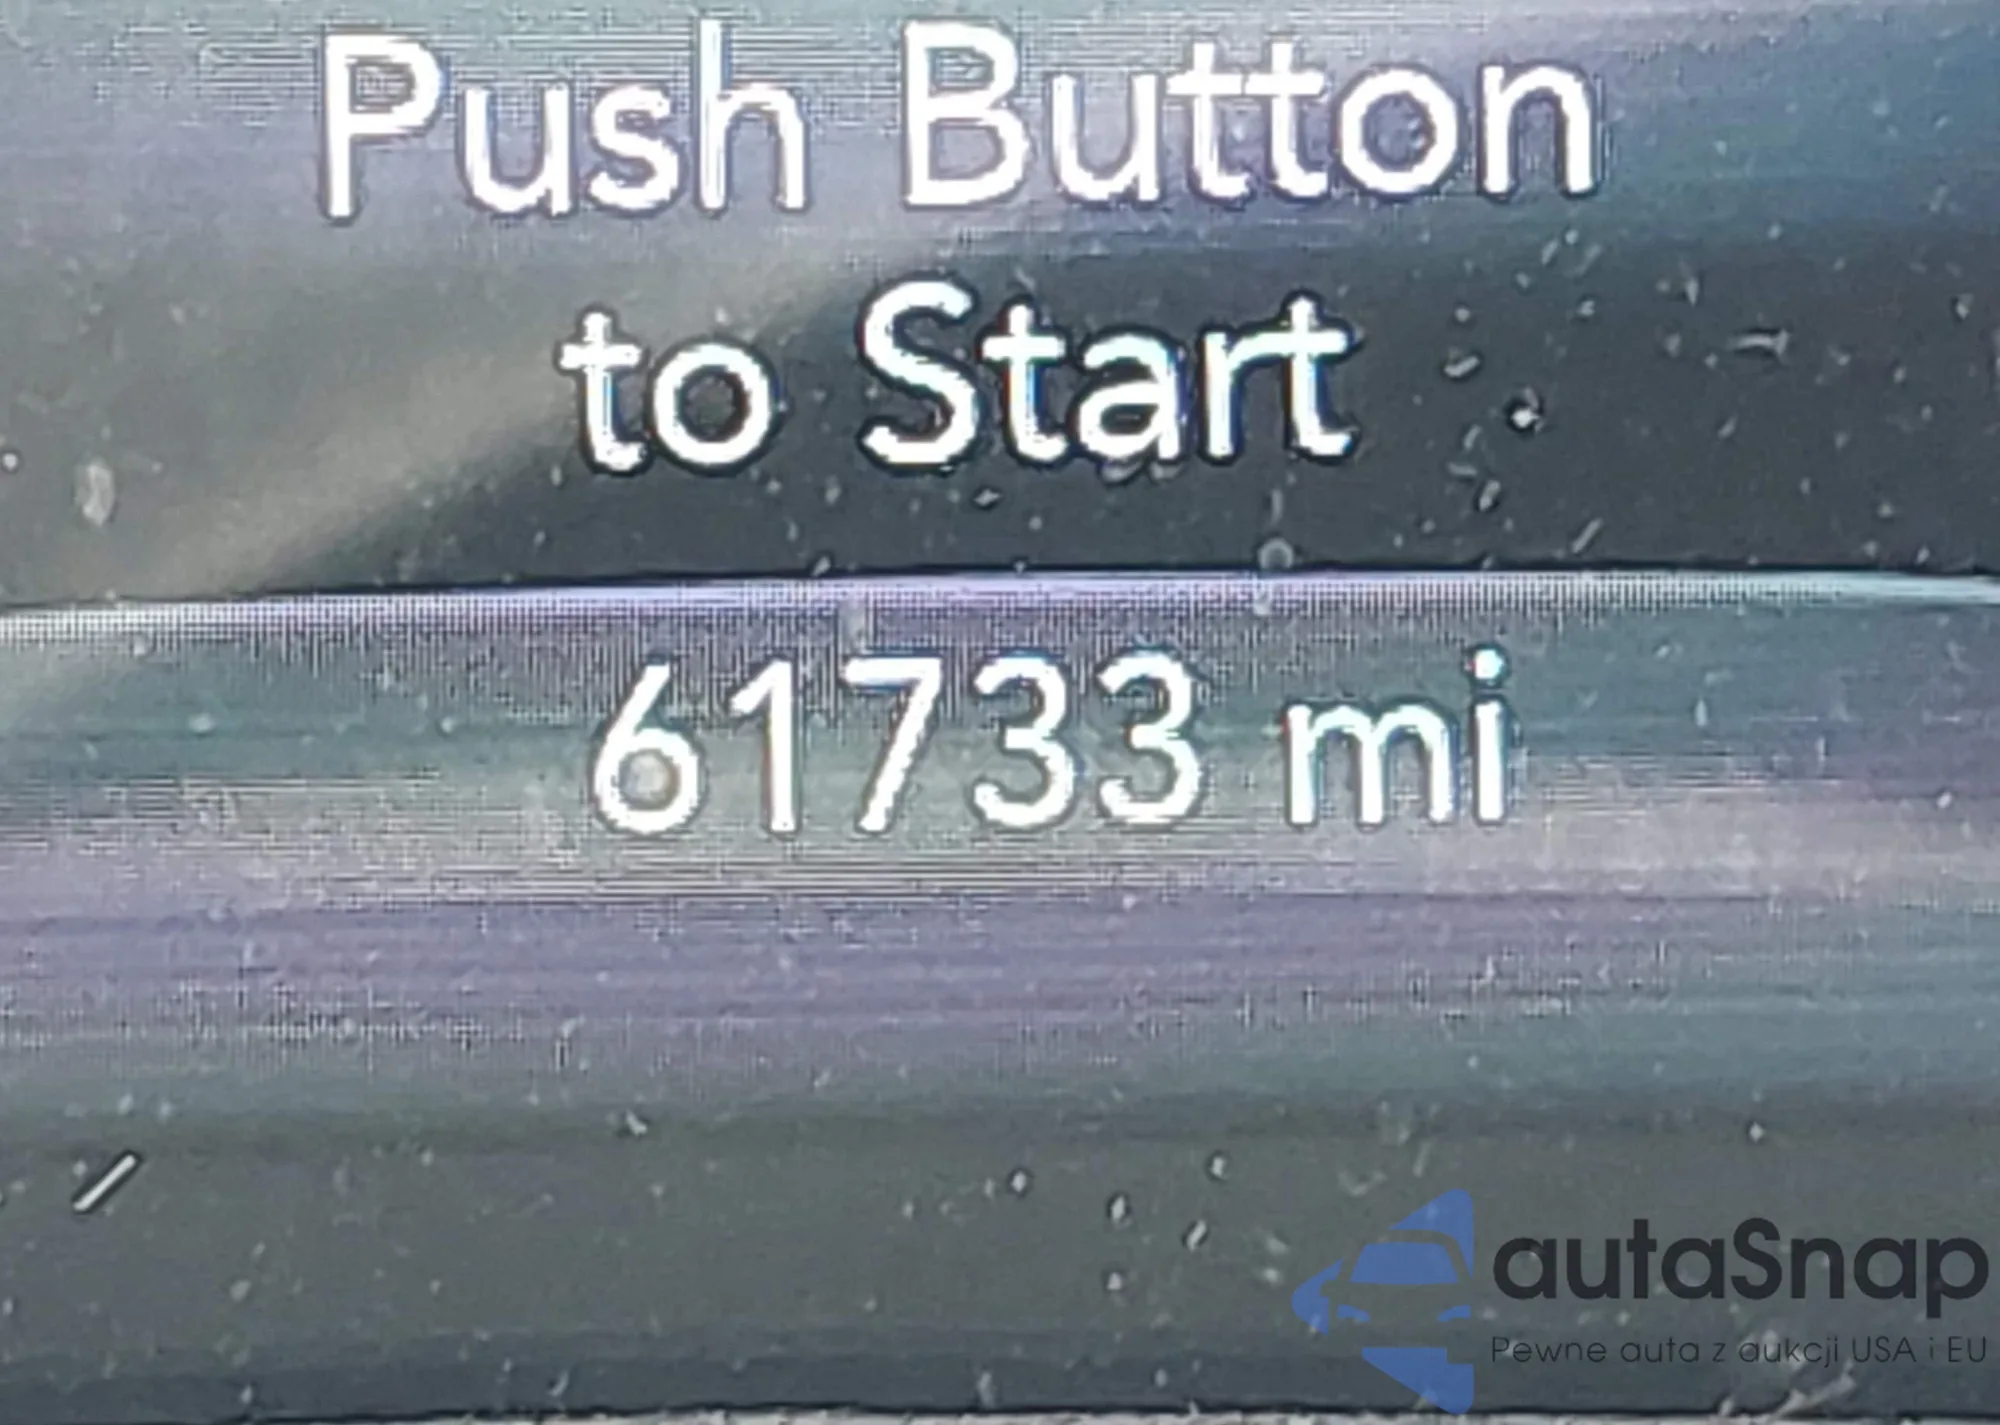 Push Button
to Start
61733 mi
autaSnap
Pewne auta z aukcji USA i EU